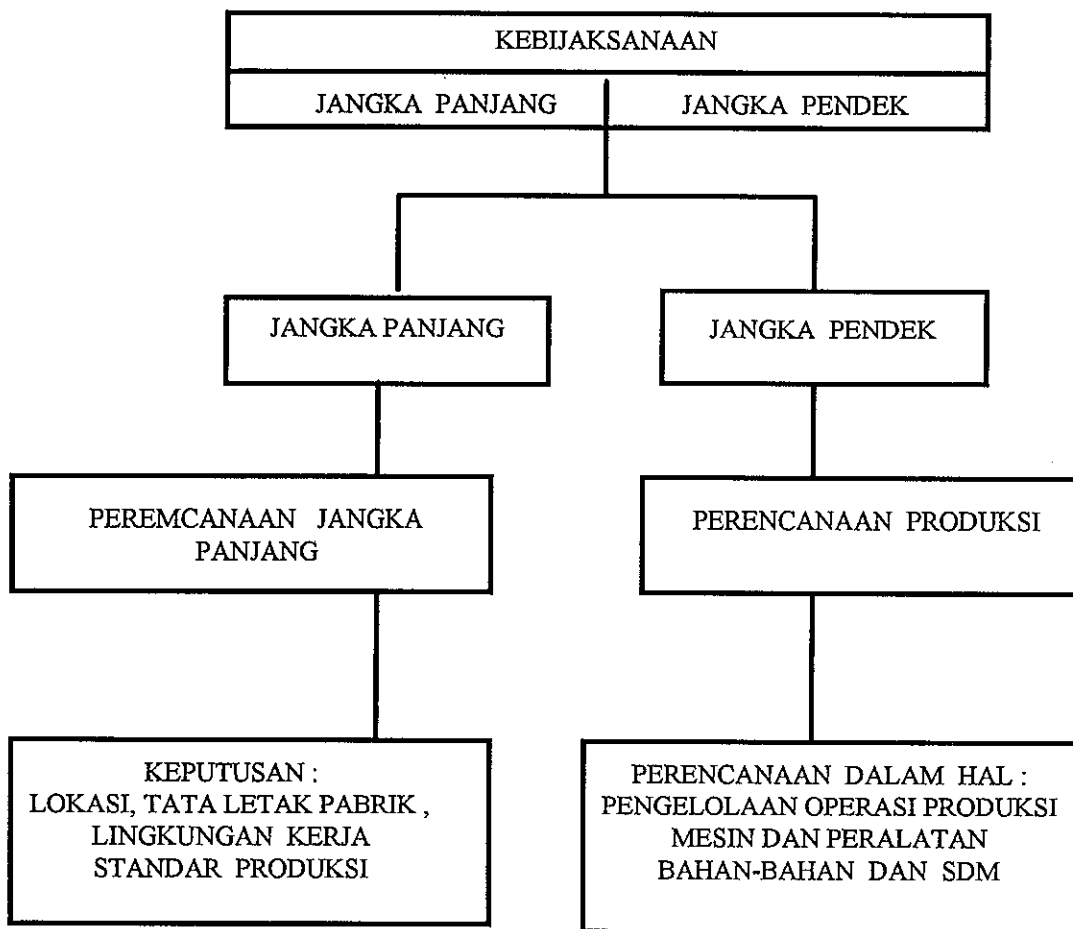 KEBIJAKSANAAN
JANGKA PANJANG JANGKA PENDEK
JANGKA PANJANG
JANGKA PENDEK
PEREMCANAAN JANGKA
PANJANG
PERENCANAAN PRODUKSI
KEPUTUSAN :
LOKASI, TATA LETAK PABRIK ,
LINGKUNGAN KERJA
STANDAR PRODUKSI
PERENCANAAN DALAM HAL :
PENGELOLAAN OPERASI PRODUKSI
MESIN DAN PERALATAN
BAHAN-BAHAN DAN SDM